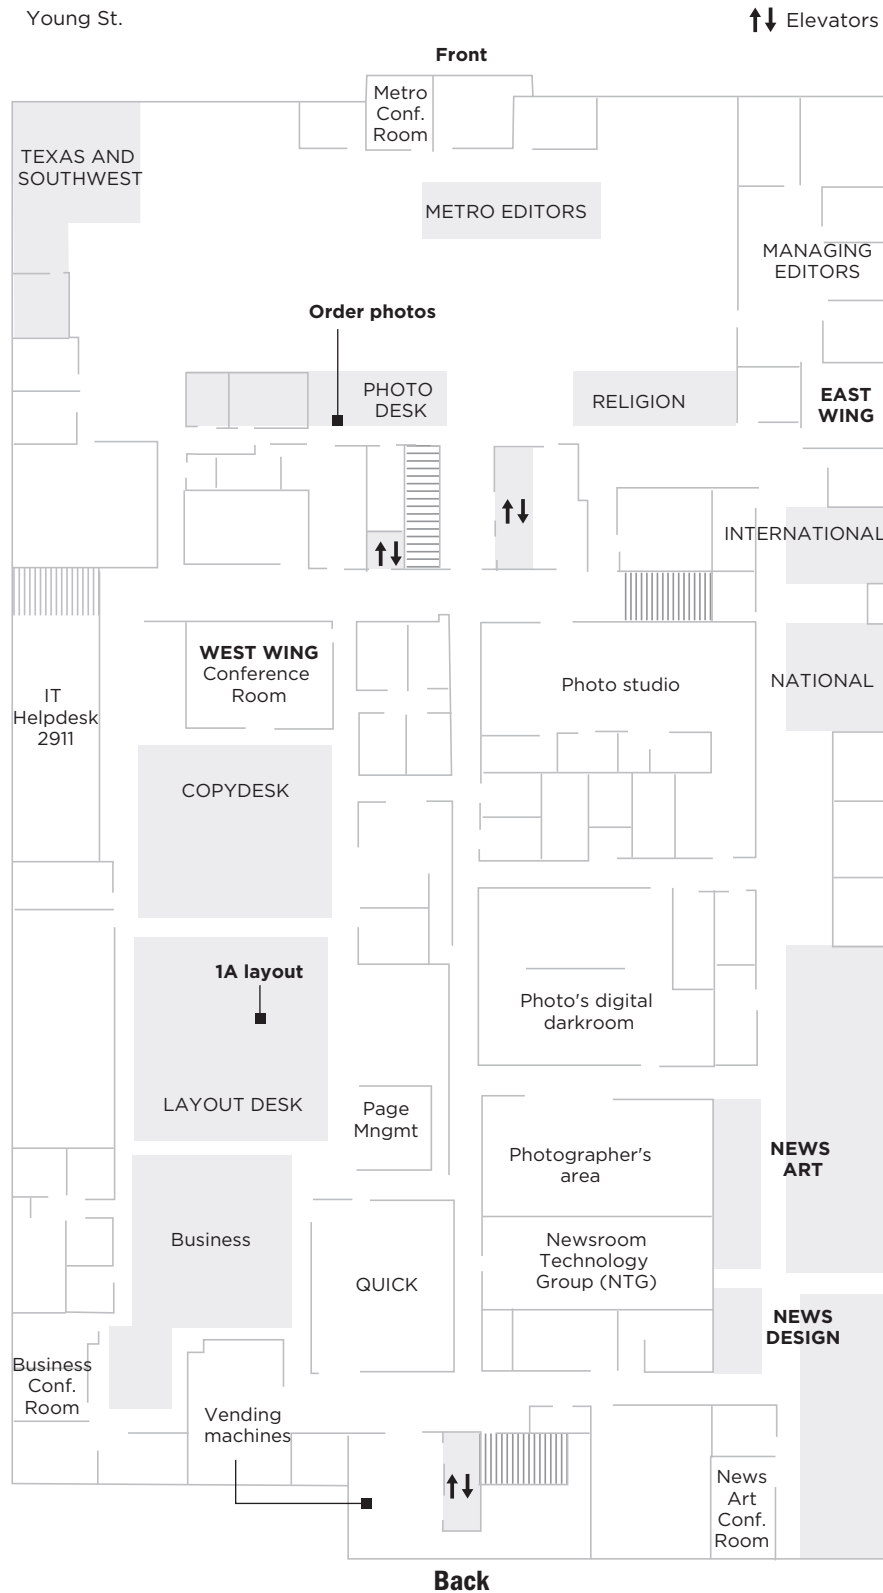 Young St.
Elevators
Front
Metro
Conf.
Room
TEXAS AND
SOUTHWEST
METRO EDITORS
MANAGING
EDITORS
Order photos
PHOTO
DESK
RELIGION
EAST
WING
INTERNATIONAL
WEST WING
Conference
Room
IT
Helpdesk
2911
Photo studio
NATIONAL
COPYDESK
1A layout
Photo's digital
darkroom
LAYOUT DESK
Page
Mngmt
Photographer's
area
NEWS
ART
Business
Newsroom
Technology
Group (NTG)
QUICK
NEWS
DESIGN
Business
Conf.
Room
Vending
machines
News
Art
Conf.
Room
Back